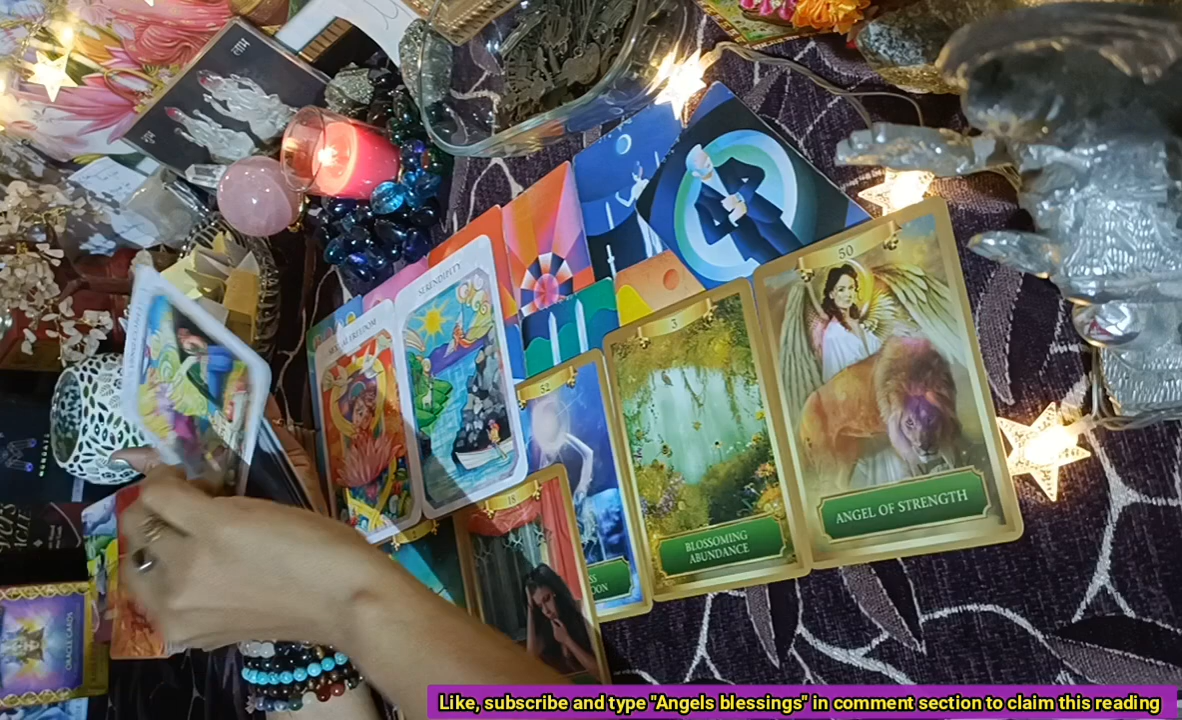 SERENDIPITY
50
3
52
18
ANGEL OF STRENGTH
BLOSSOMING
ABUNDANCE
ORACLE CARDS
Like, subscribe and type "Angels blessings" in comment section to claim this reading